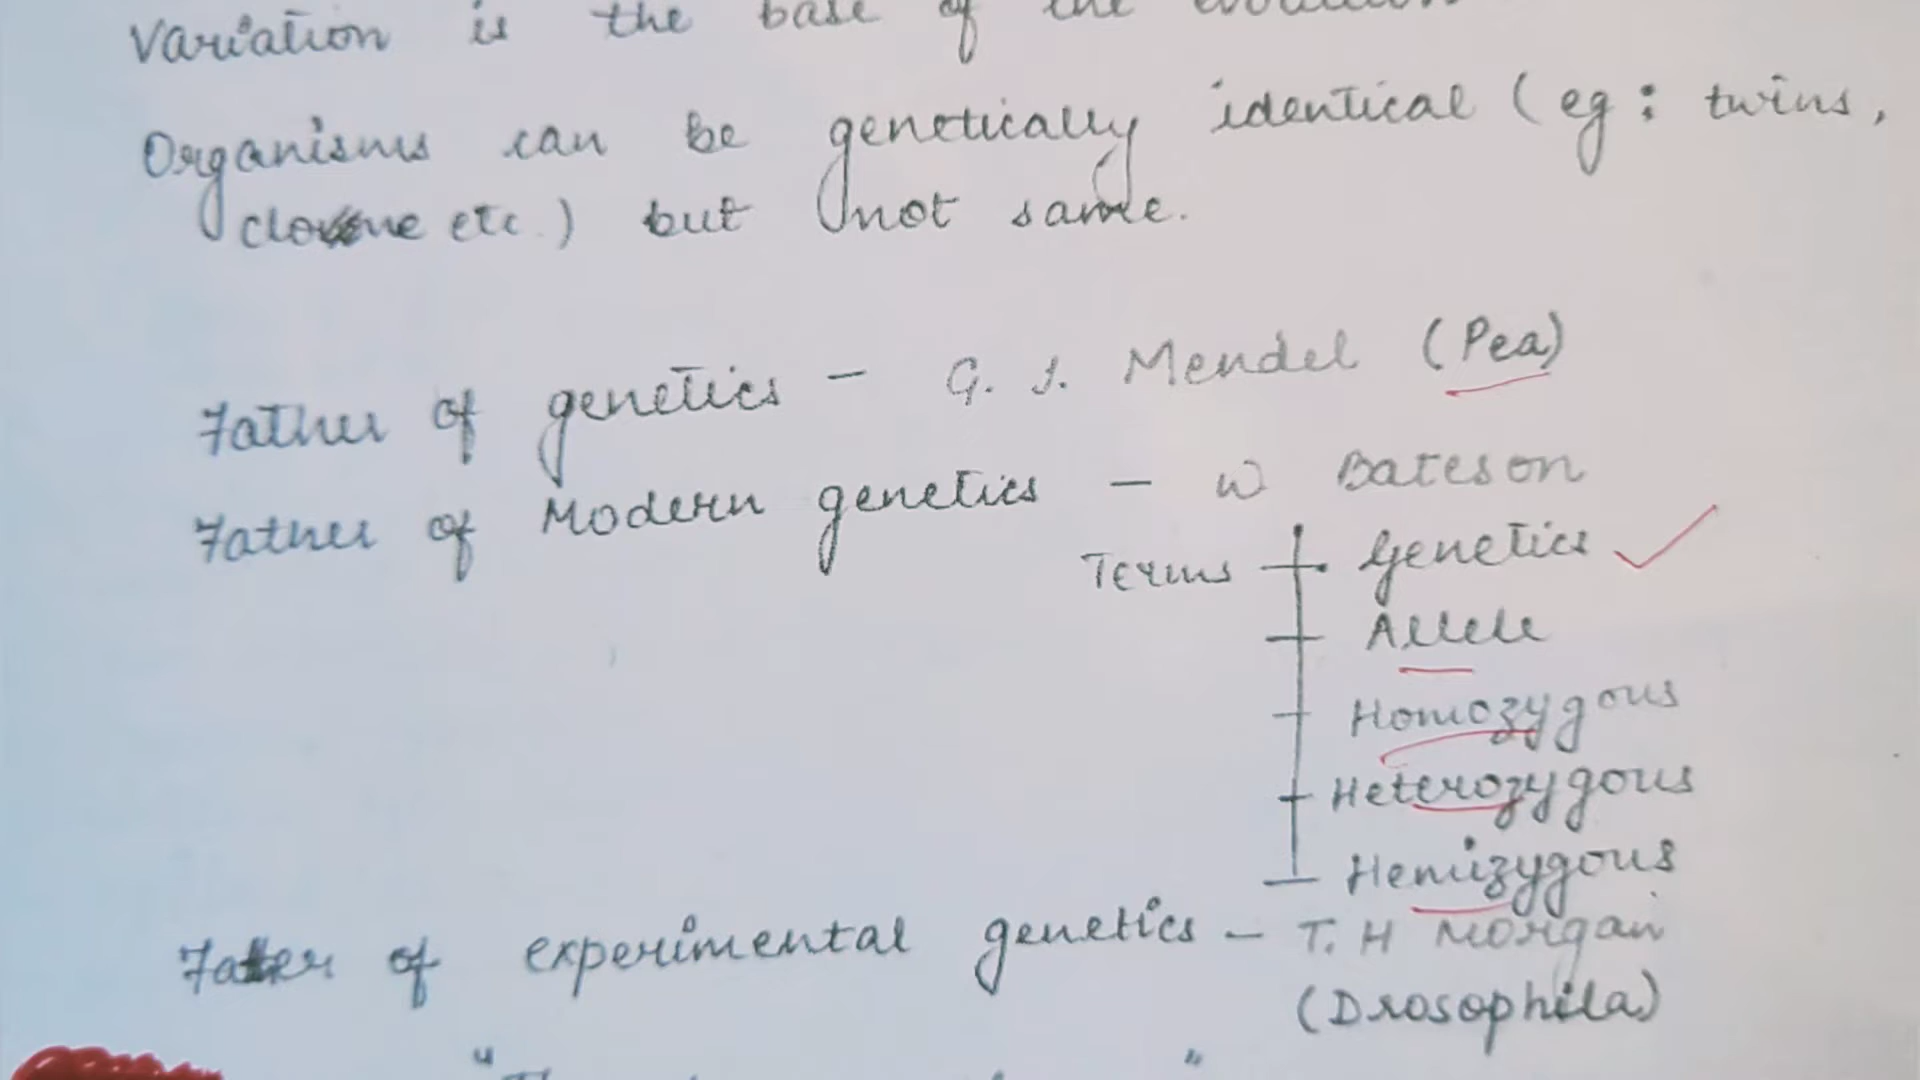 Variation is the base of the evolution
Organisms can be genetically identical (eg: twins,
clone etc.) but not same.
Father of genetics - G. J. Mendel (Pea)
Father of Modern genetics - W Bateson
Terms Genetics
Allele
Homozygous
Heterozygous
Hemizygous
Father of experimental genetics - T. H Morgan
(Drosophila)